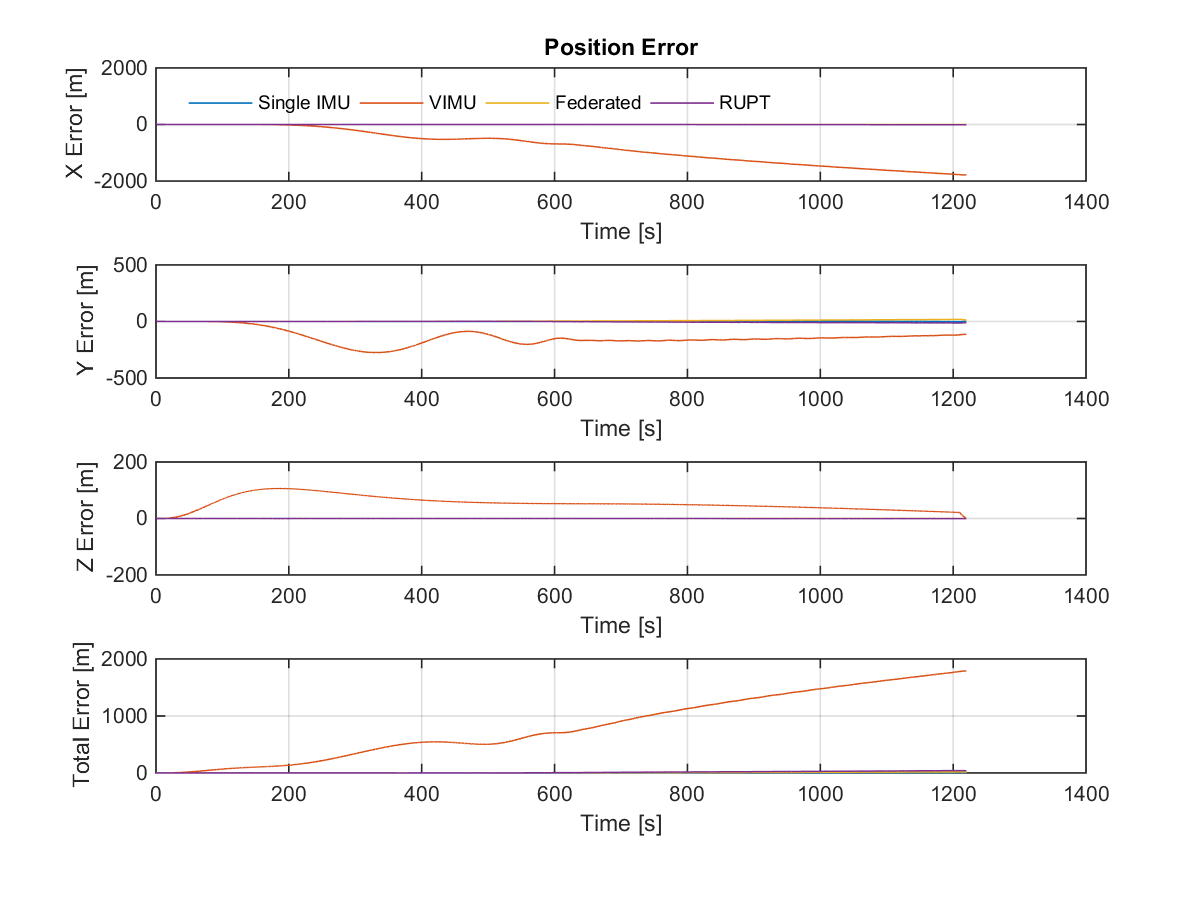 Position Error
2000
0
-2000
X Error [m]
Single IMU VIMU Federated RUPT
0 200 400 600 800 1000 1200 1400
Time [s]
500
0
-500
Y Error [m]
0 200 400 600 800 1000 1200 1400
Time [s]
200
0
-200
Z Error [m]
0 200 400 600 800 1000 1200 1400
Time [s]
2000
1000
0
Total Error [m]
0 200 400 600 800 1000 1200 1400
Time [s]